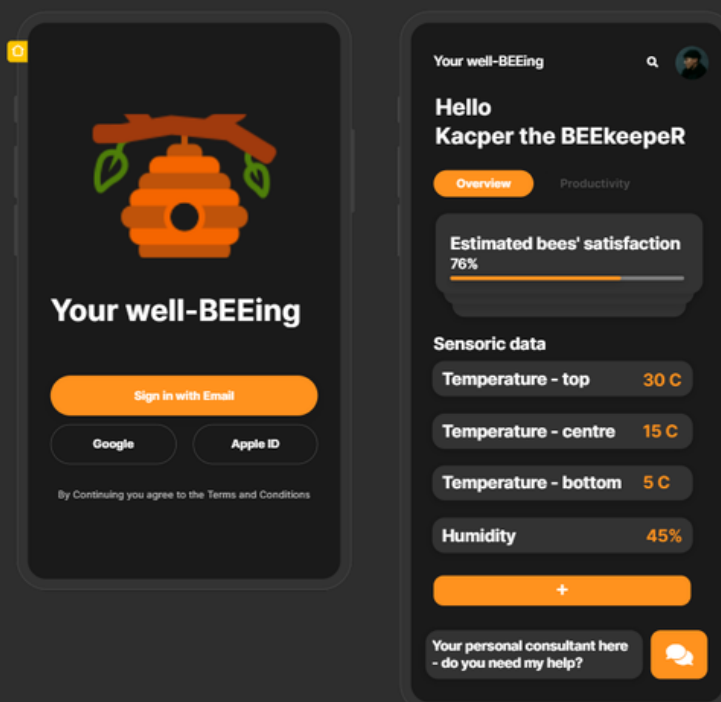 Your well-BEEing
Sign in with Email
Google
Apple ID
By Continuing you agree to the Terms and Conditions
Your well-BEEing
Hello
Kacper the BEEkeepeR
Overview
Productivity
Estimated bees' satisfaction
76%
Sensoric data
Temperature - top
30 C
Temperature - centre
15 C
Temperature - bottom
5 C
Humidity
45%
+
Your personal consultant here
- do you need my help?